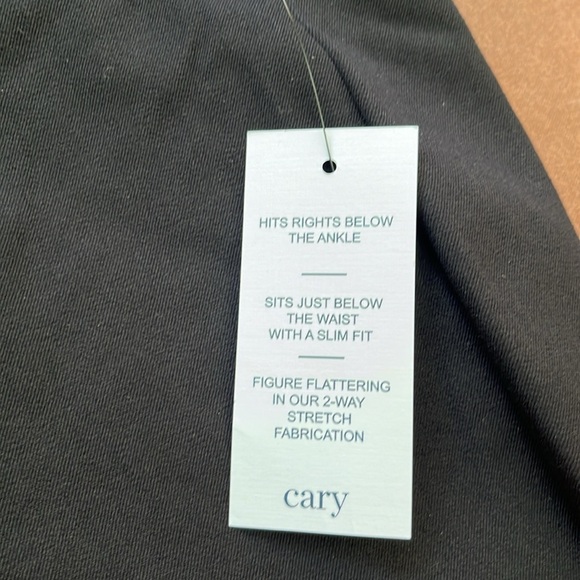 HITS RIGHTS BELOW
THE ANKLE
SITS JUST BELOW
THE WAIST
WITH A SLIM FIT
FIGURE FLATTERING
IN OUR 2-WAY
STRETCH
FABRICATION
cary